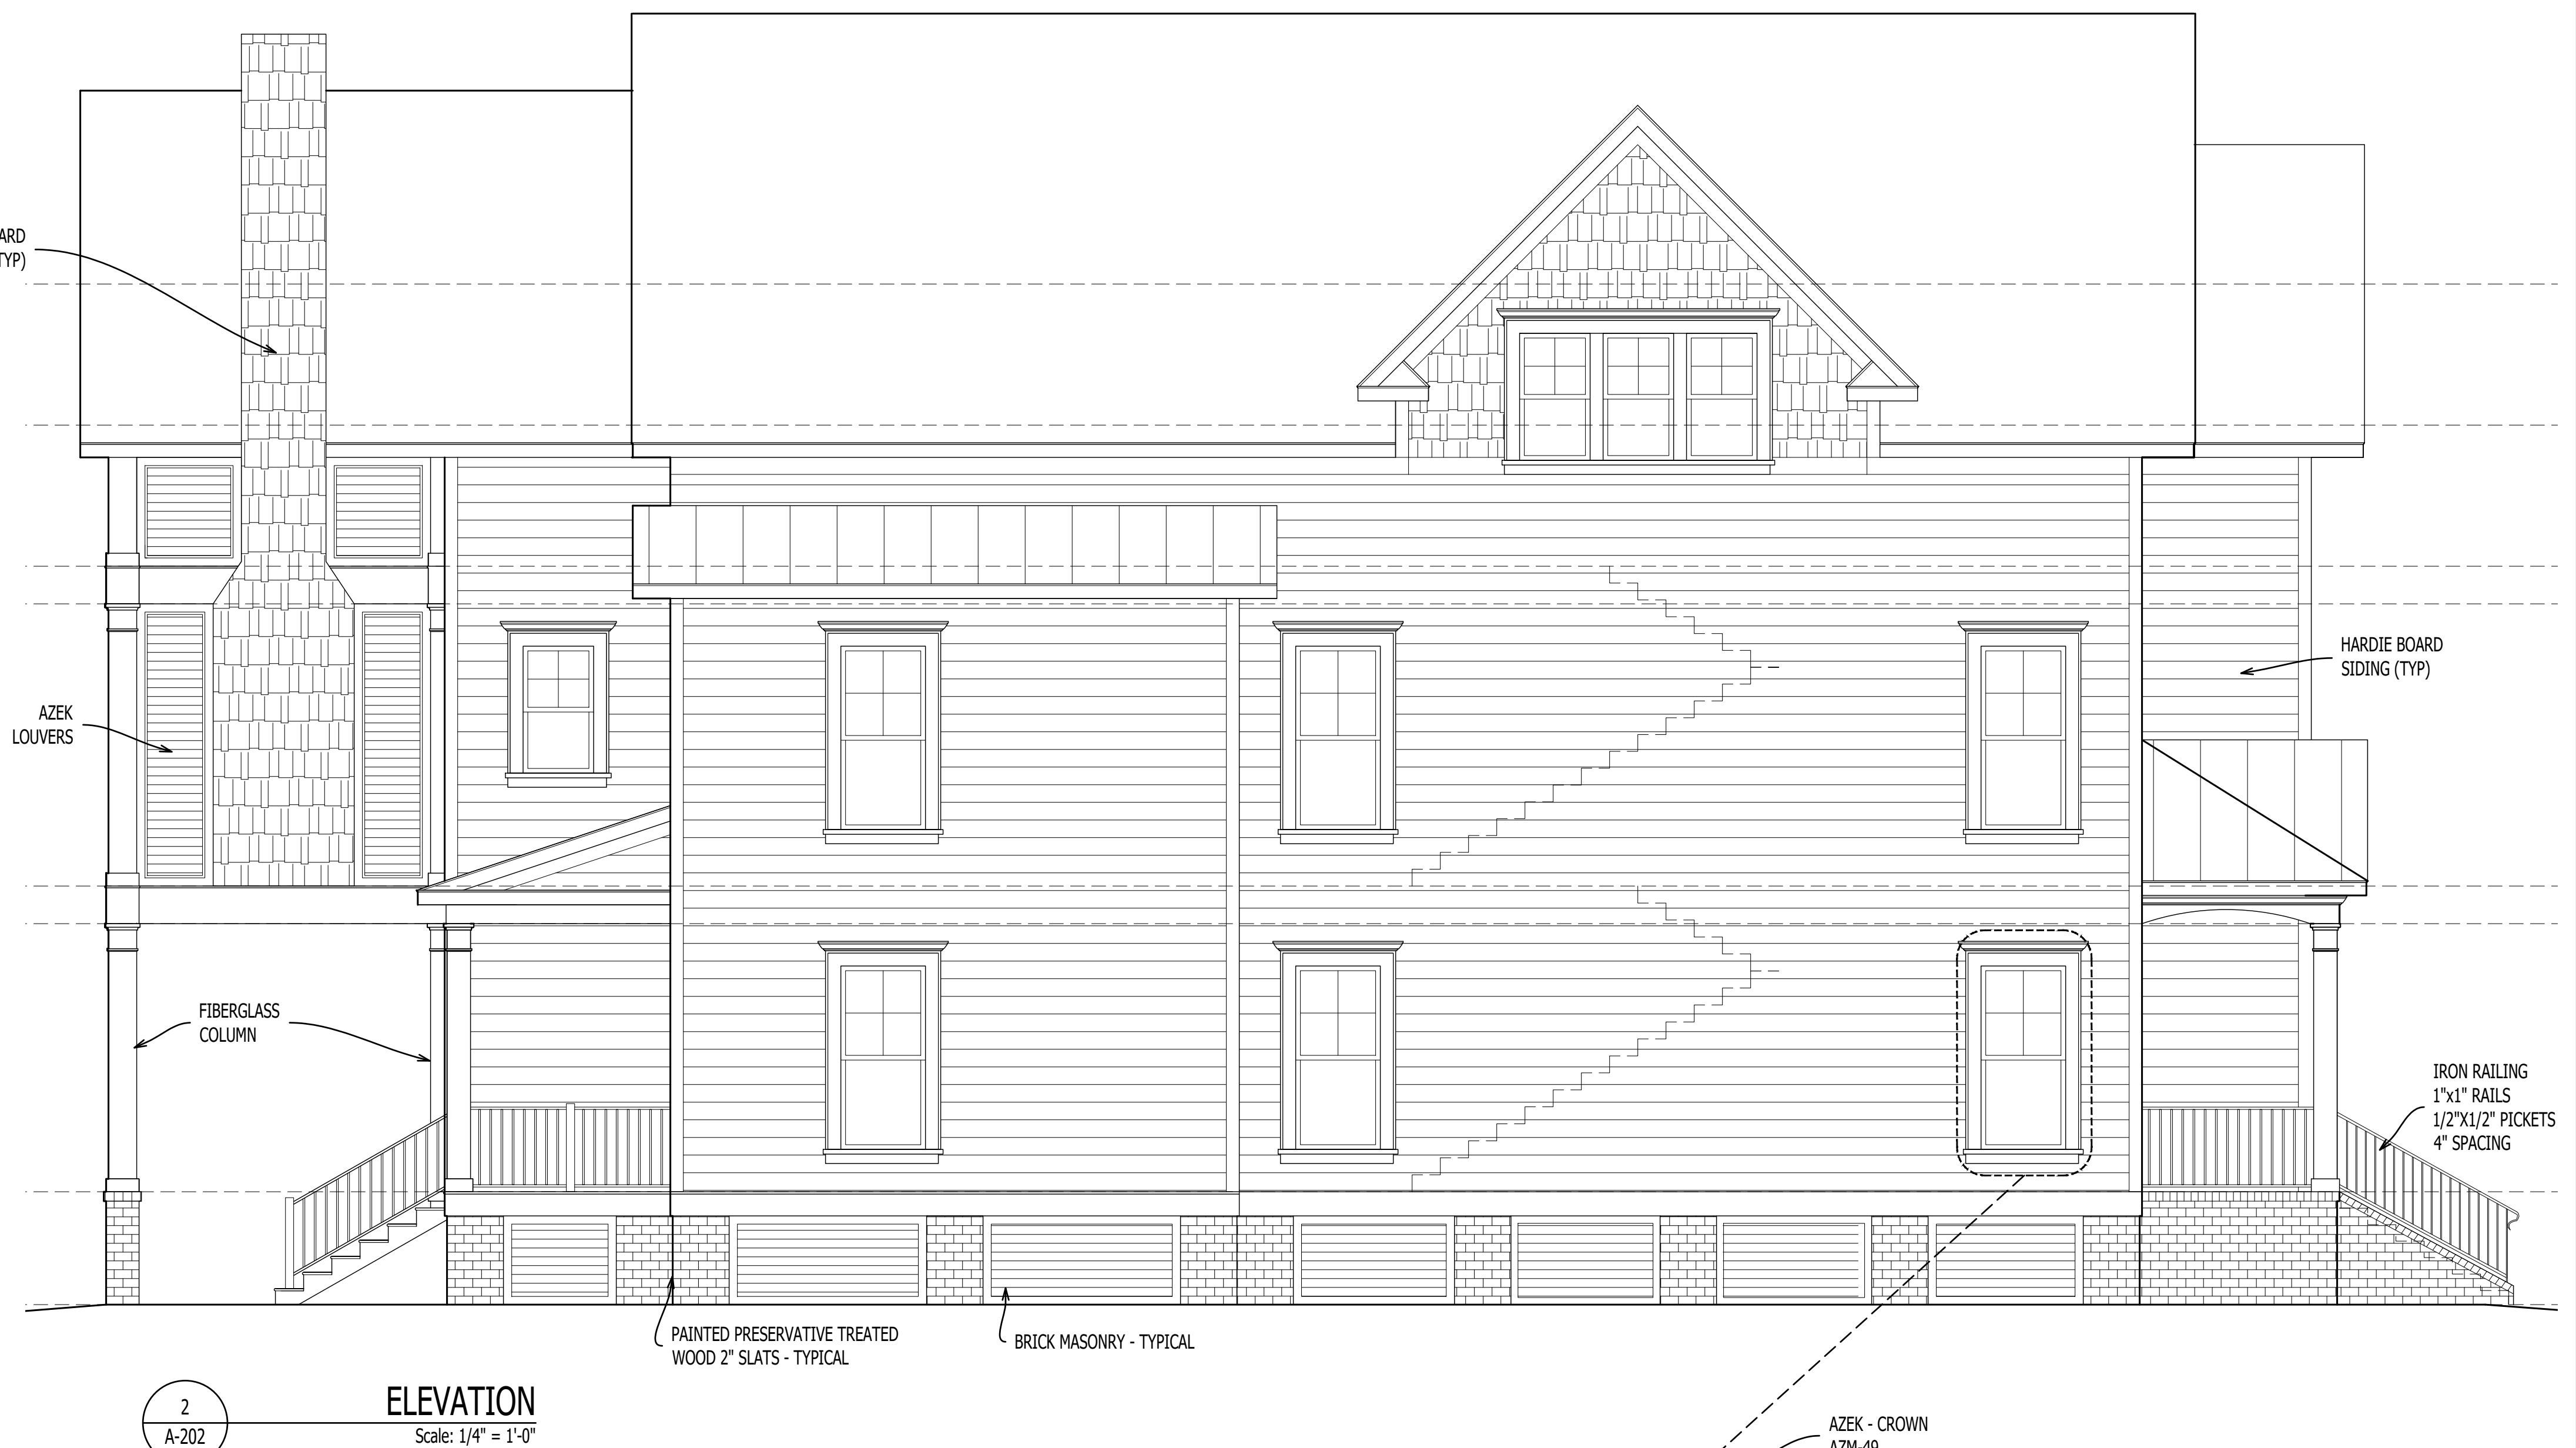 ARD
TYP)
HARDIE BOARD
SIDING (TYP)
AZEK
LOUVERS
FIBERGLASS
COLUMN
IRON RAILING
1"x1" RAILS
1/2"X1/2" PICKETS
4" SPACING
PAINTED PRESERVATIVE TREATED
WOOD 2" SLATS - TYPICAL
BRICK MASONRY - TYPICAL
2
A-202
ELEVATION
Scale: 1/4" = 1'-0"
AZEK - CROWN
AZM-49